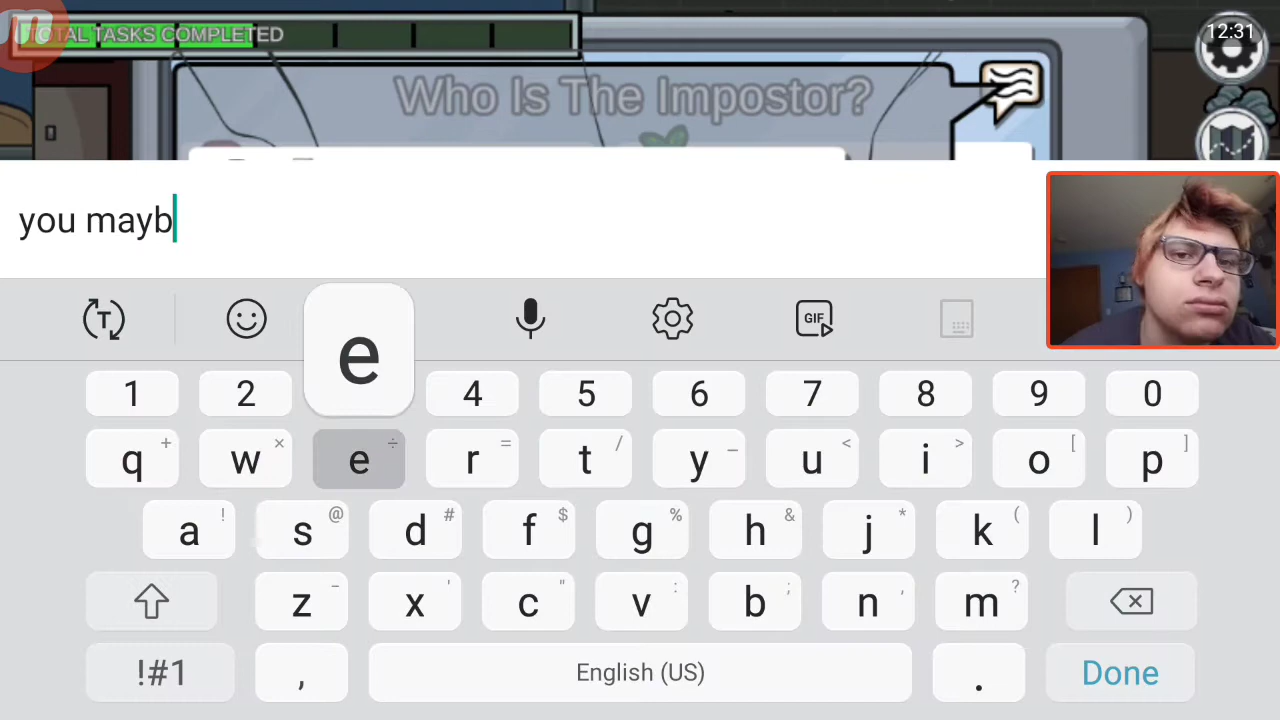 TOTAL TASKS COMPLETED
12:31
Who Is The Impostor?
you mayb
T
GIF
e
1 2 4 5 6 7 8 9 0
q + w × e ÷ r = t / y _ u < i > o [ p ]
a ! s @ d # f $ g % h & j * k ( l )
z - x ' c " v : b ; n , m ?
!#1 , English (US) . Done